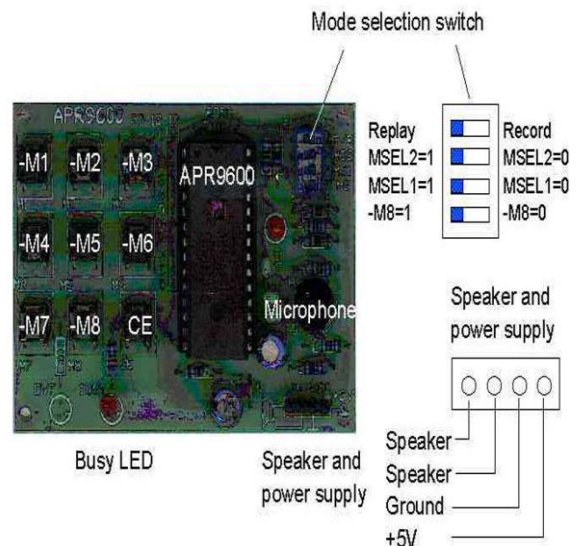 Mode selection switch
APR9600
-M1 -M2 -M3
APR9600
-M4 -M5 -M6
Microphone
-M7 -M8 CE
Replay Record
MSEL2=1 MSEL2=0
MSEL1=1 MSEL1=0
-M8=1 -M8=0
Speaker and
power supply
Speaker
Speaker
Ground
+5V
Busy LED
Speaker and
power supply